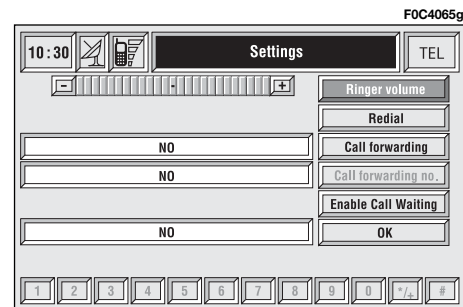 F0C4065g
10:30 Settings TEL
- - +
Ringer volume
Redial
NO Call forwarding
NO Call forwarding no.
Enable Call Waiting
NO OK
1 2 3 4 5 6 7 8 9 0 */+ #